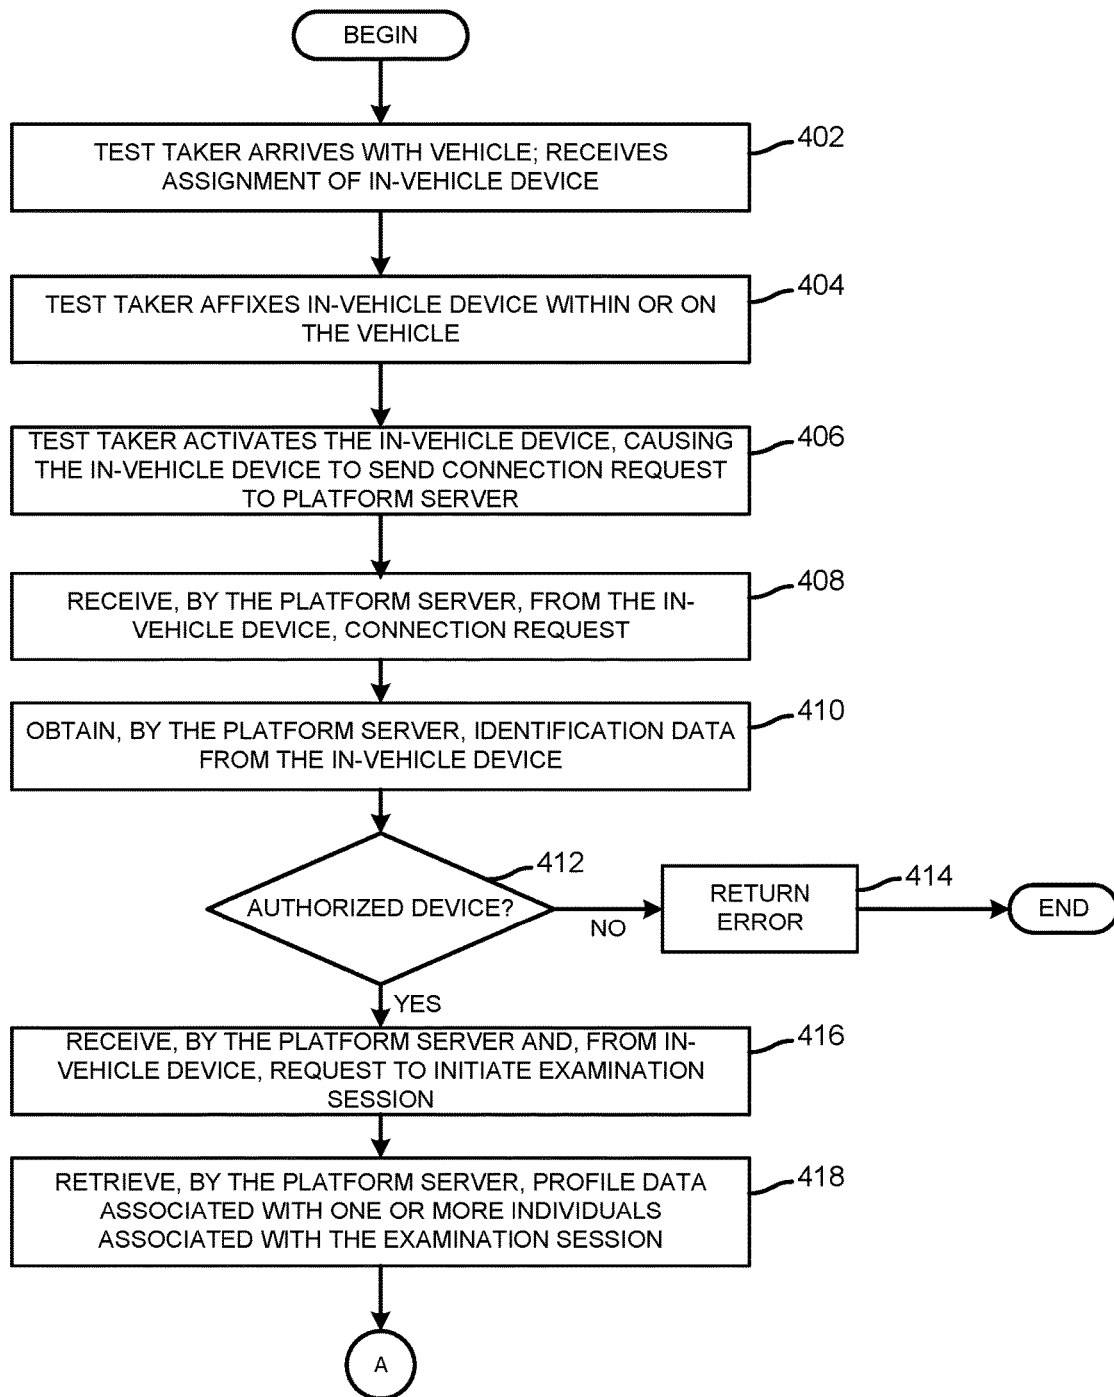 BEGIN
TEST TAKER ARRIVES WITH VEHICLE; RECEIVES
ASSIGNMENT OF IN-VEHICLE DEVICE
402
TEST TAKER AFFIXES IN-VEHICLE DEVICE WITHIN OR ON
THE VEHICLE
404
TEST TAKER ACTIVATES THE IN-VEHICLE DEVICE, CAUSING
THE IN-VEHICLE DEVICE TO SEND CONNECTION REQUEST
TO PLATFORM SERVER
406
RECEIVE, BY THE PLATFORM SERVER, FROM THE IN-
VEHICLE DEVICE, CONNECTION REQUEST
408
OBTAIN, BY THE PLATFORM SERVER, IDENTIFICATION DATA
FROM THE IN-VEHICLE DEVICE
410
AUTHORIZED DEVICE?
412
NO
RETURN
ERROR
414
END
YES
RECEIVE, BY THE PLATFORM SERVER AND, FROM IN-
VEHICLE DEVICE, REQUEST TO INITIATE EXAMINATION
SESSION
416
RETRIEVE, BY THE PLATFORM SERVER, PROFILE DATA
ASSOCIATED WITH ONE OR MORE INDIVIDUALS
ASSOCIATED WITH THE EXAMINATION SESSION
418
A